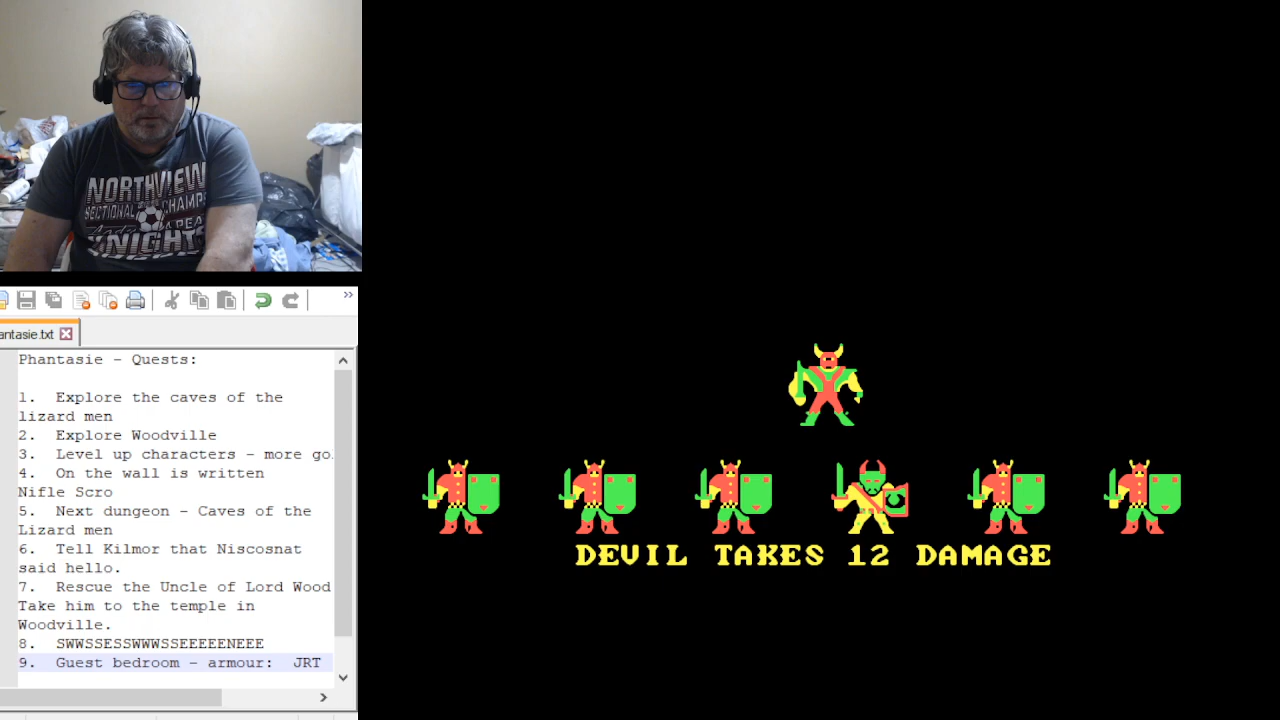 NORTHVIEW
SECTIONAL CHAMPS
AREA
KNIGHTS
antasie.txt
Phantasie - Quests:
1. Explore the caves of the
lizard men
2. Explore Woodville
3. Level up characters - more go
4. On the wall is written
Nifle Scro
5. Next dungeon - Caves of the
Lizard men
6. Tell Kilmor that Niscosnat
said hello.
7. Rescue the Uncle of Lord Wood
Take him to the temple in
Woodville.
8. SWWSSESSWWWSSEEEEENEEE
9. Guest bedroom - armour: JRT
DEVIL TAKES 12 DAMAGE